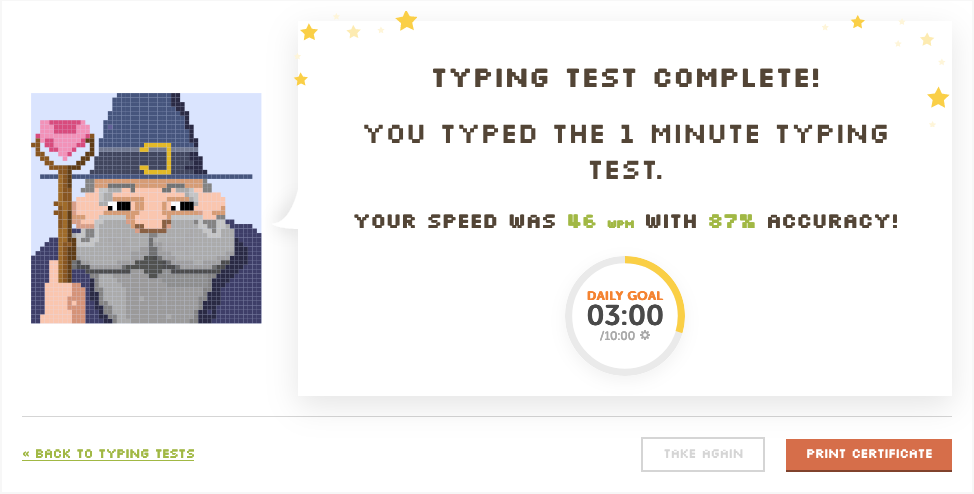 TYPING TEST COMPLETE!
YOU TYPED THE 1 MINUTE TYPING
TEST.
YOUR SPEED WAS 46 WPM WITH 87% ACCURACY!
DAILY GOAL
03:00
/10:00
« BACK TO TYPING TESTS
TAKE AGAIN
PRINT CERTIFICATE